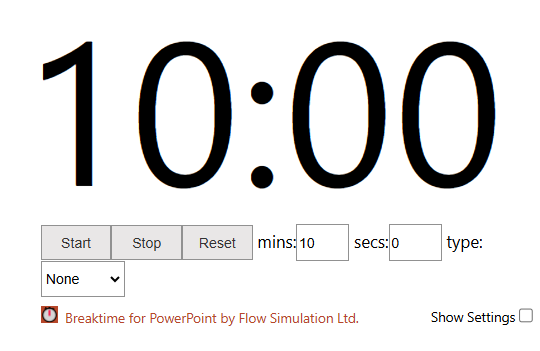 10:00
Start Stop Reset mins: 10 secs: 0 type:
None
Breaktime for PowerPoint by Flow Simulation Ltd. Show Settings